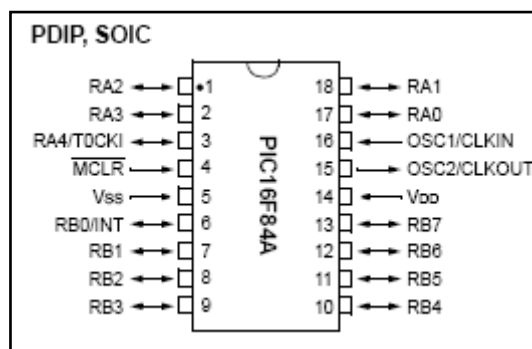 PDIP, SOIC
RA2 •1 18 RA1
RA3 2 17 RA0
RA4/T0CKI 3 16 OSC1/CLKIN
MCLR 4 15 OSC2/CLKOUT
Vss 5 14 VDD
RB0/INT 6 13 RB7
RB1 7 12 RB6
RB2 8 11 RB5
RB3 9 10 RB4
PIC16F84A